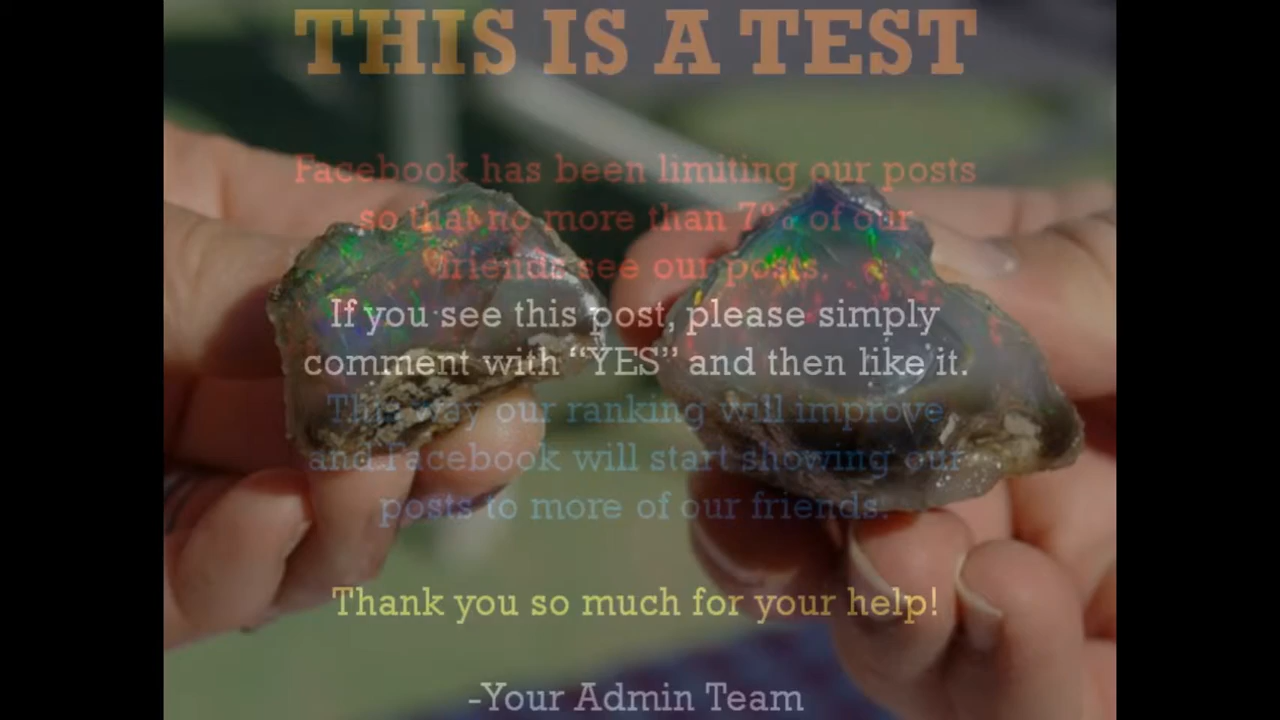 THIS IS A TEST
Facebook has been limiting our posts
so that no more than 7% of our
friends see our posts.
If you see this post, please simply
comment with “YES” and then like it.
This way our ranking will improve
and Facebook will start showing our
posts to more of our friends.
Thank you so much for your help!
-Your Admin Team